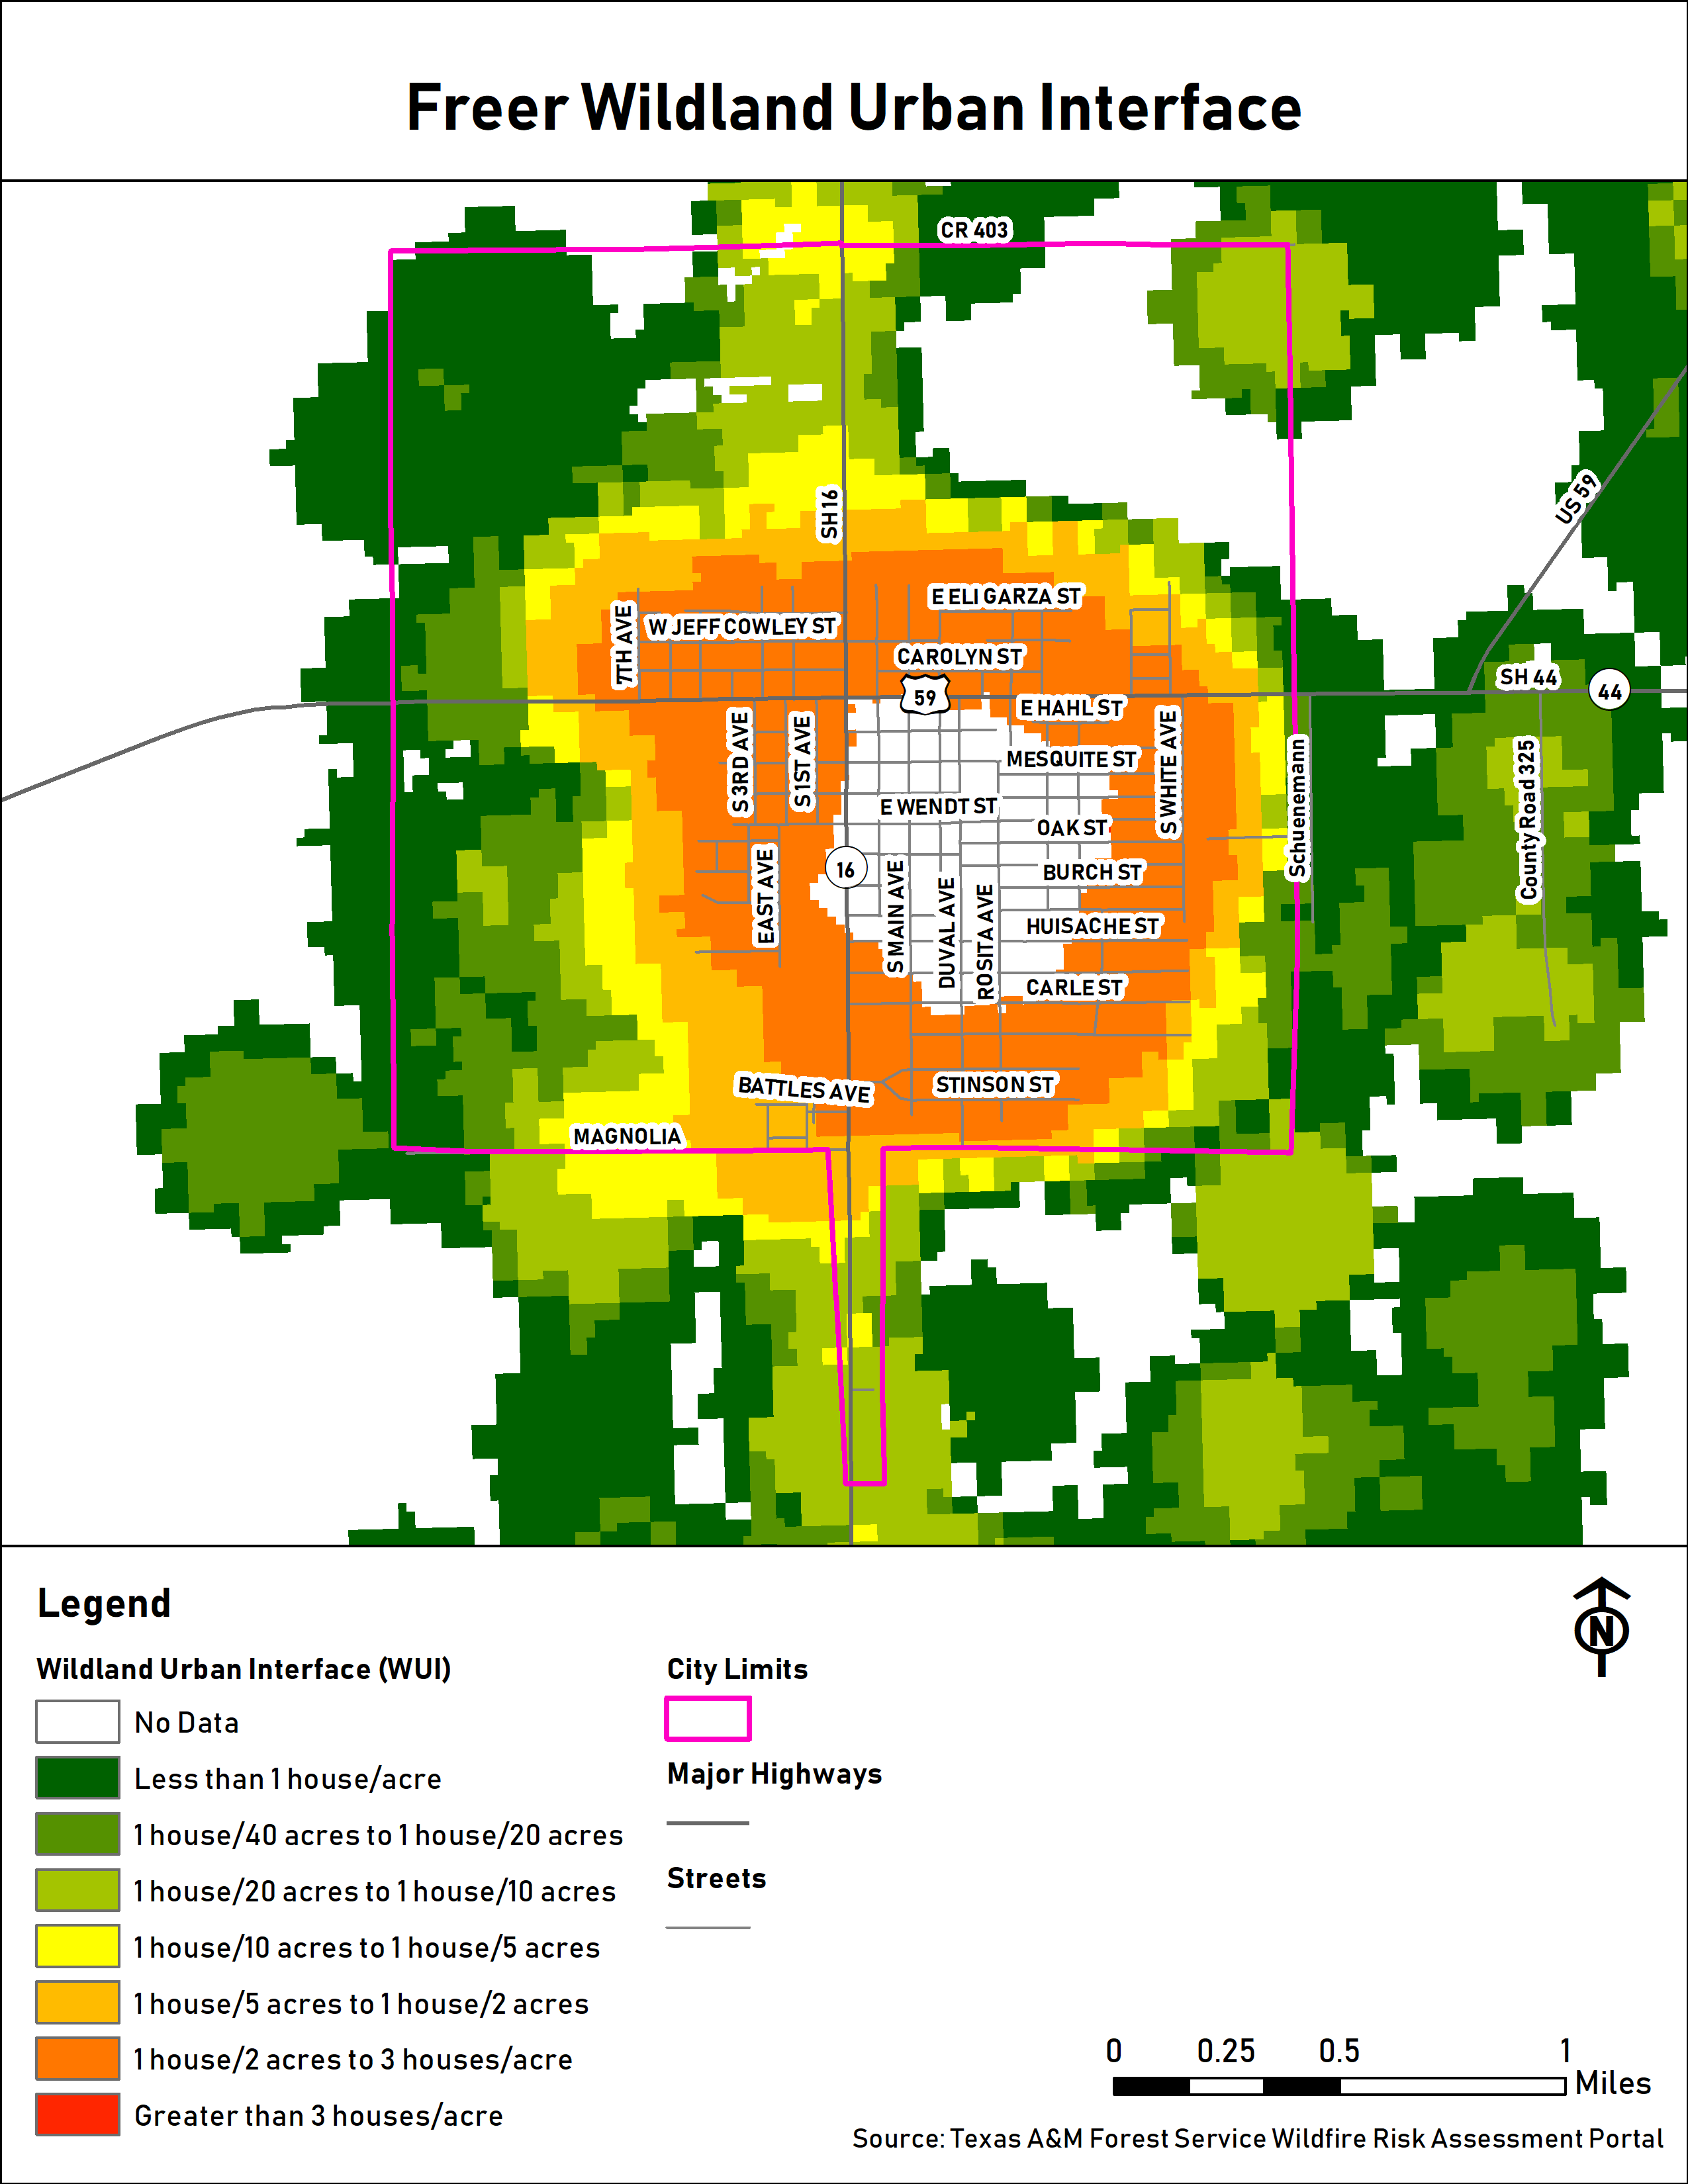 Freer Wildland Urban Interface
CR 403
US 59
SH 16
E ELI GARZA ST
7TH AVE
W JEFF COWLEY ST
CAROLYN ST
SH 44
44
59
E HAHL ST
S 3RD AVE
S 1ST AVE
S WHITE AVE
Schuenemann
County Road 325
MESQUITE ST
E WENDT ST
OAK ST
16
BURCH ST
EAST AVE
S MAIN AVE
DUVAL AVE
ROSITA AVE
HUISACHE ST
CARLE ST
BATTLES AVE
STINSON ST
MAGNOLIA
Legend
Wildland Urban Interface (WUI)
No Data
Less than 1 house/acre
1 house/40 acres to 1 house/20 acres
1 house/20 acres to 1 house/10 acres
1 house/10 acres to 1 house/5 acres
1 house/5 acres to 1 house/2 acres
1 house/2 acres to 3 houses/acre
Greater than 3 houses/acre
City Limits
Major Highways
Streets
N
0 0.25 0.5 1
Miles
Source: Texas A&M Forest Service Wildfire Risk Assessment Portal